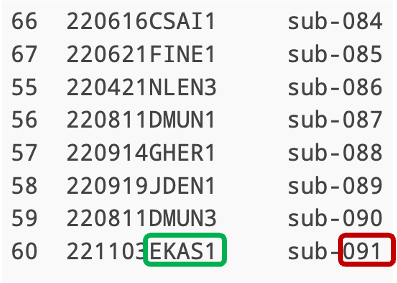 66 220616CSAI1 sub-084
67 220621FINE1 sub-085
55 220421NLEN3 sub-086
56 220811DMUN1 sub-087
57 220914GHER1 sub-088
58 220919JDEN1 sub-089
59 220811DMUN3 sub-090
60 221103EKAS1 sub-091